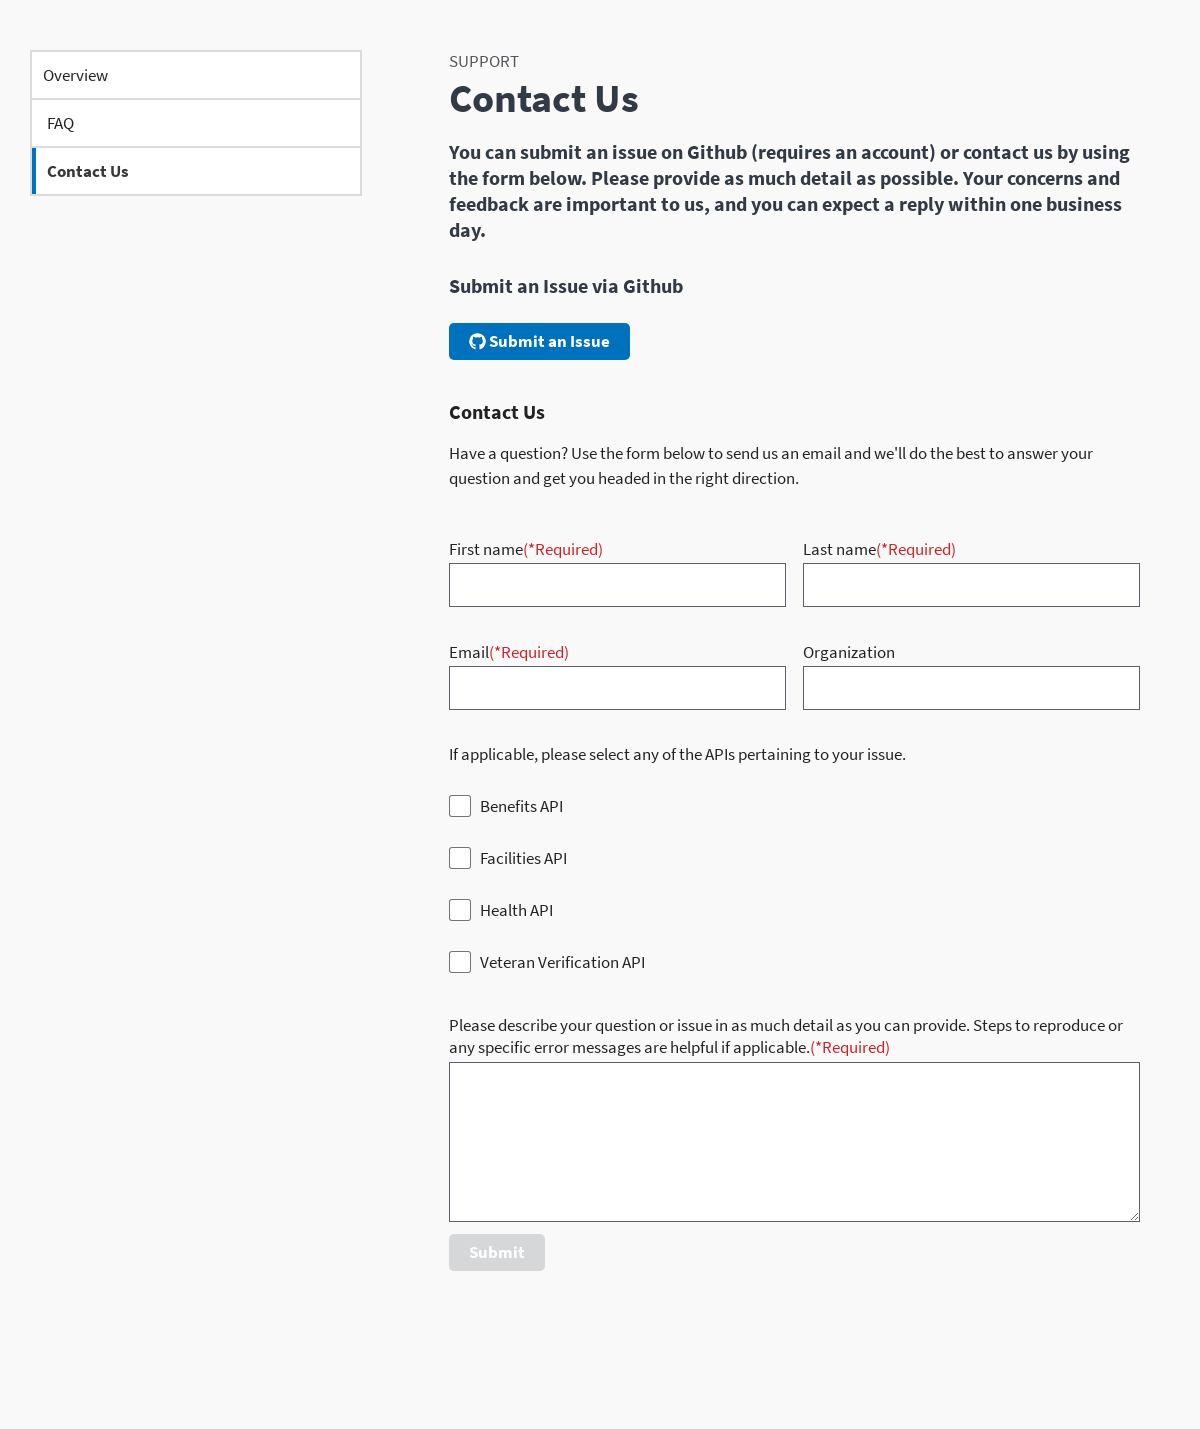 Overview
FAQ
Contact Us
SUPPORT
Contact Us
You can submit an issue on Github (requires an account) or contact us by using
the form below. Please provide as much detail as possible. Your concerns and
feedback are important to us, and you can expect a reply within one business
day.
Submit an Issue via Github
Submit an Issue
Contact Us
Have a question? Use the form below to send us an email and we'll do the best to answer your
question and get you headed in the right direction.
First name(*Required)
Last name(*Required)
Email(*Required)
Organization
If applicable, please select any of the APIs pertaining to your issue.
Benefits API
Facilities API
Health API
Veteran Verification API
Please describe your question or issue in as much detail as you can provide. Steps to reproduce or
any specific error messages are helpful if applicable.(*Required)
Submit